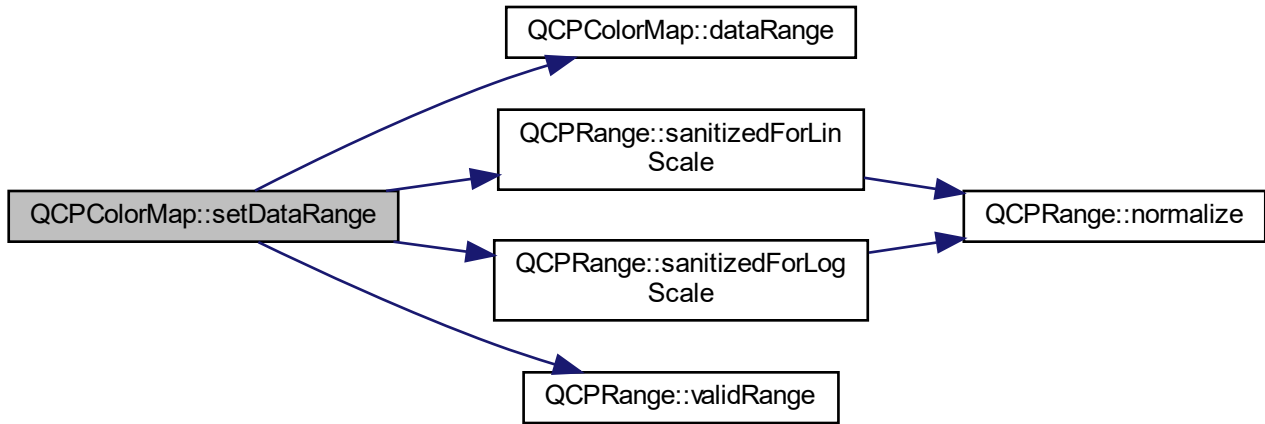 QCPColorMap::dataRange
QCPRange::sanitizedForLin
Scale
QCPColorMap::setDataRange
QCPRange::normalize
QCPRange::sanitizedForLog
Scale
QCPRange::validRange